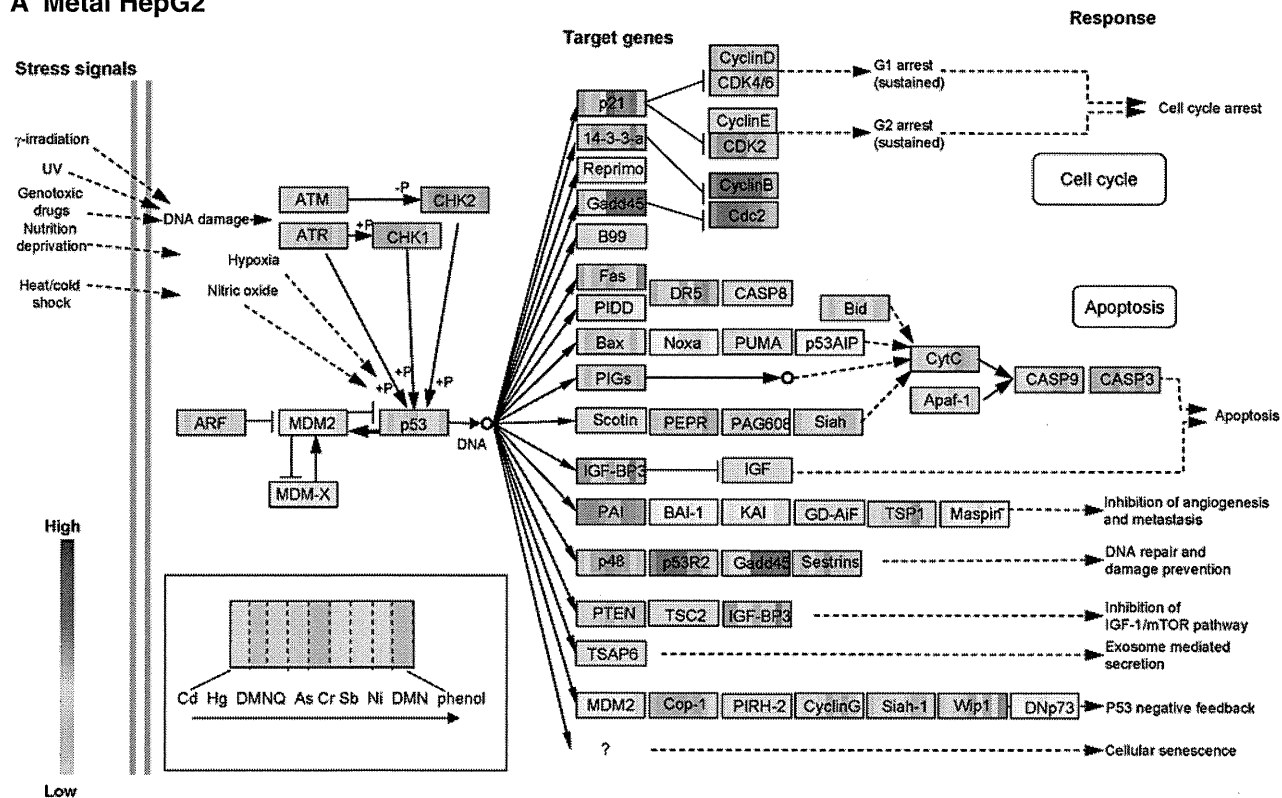 A Metal HepG2
Response
Target genes
Stress signals
CyclinD
CDK4/6
G1 arrest
(sustained)
p21
Cell cycle arrest
γ-irradiation
14-3-3-a
CyclinE
CDK2
G2 arrest
(sustained)
UV
Reprimo
Cell cycle
Genotoxic
drugs
ATM
-P
CHK2
CyclinB
Cdc2
Gadd45
DNA damage
Nutrition
deprivation
ATR
+P
CHK1
B99
Hypoxia
Fas
Heat/cold
shock
Nitric oxide
DR5
CASP8
PIDD
Bid
Apoptosis
Bax
Noxa
PUMA
p53AIP
CytC
+P
+P
+P
PIGs
CASP9
CASP3
Apaf-1
ARF
MDM2
p53
DNA
Scotin
PEPR
PAG608
Siah
Apoptosis
IGF-BP3
IGF
MDM-X
PAI
BAI-1
KAI
GD-AiF
TSP1
Maspin
Inhibition of angiogenesis
and metastasis
High
p48
p53R2
Gadd45
Sestrins
DNA repair and
damage prevention
PTEN
TSC2
IGF-BP3
Inhibition of
IGF-1/mTOR pathway
TSAP6
Exosome mediated
secretion
Cd Hg DMNQ As Cr Sb Ni DMN phenol
MDM2
Cop-1
PIRH-2
CyclinG
Siah-1
Wip1
DNp73
P53 negative feedback
?
Cellular senescence
Low